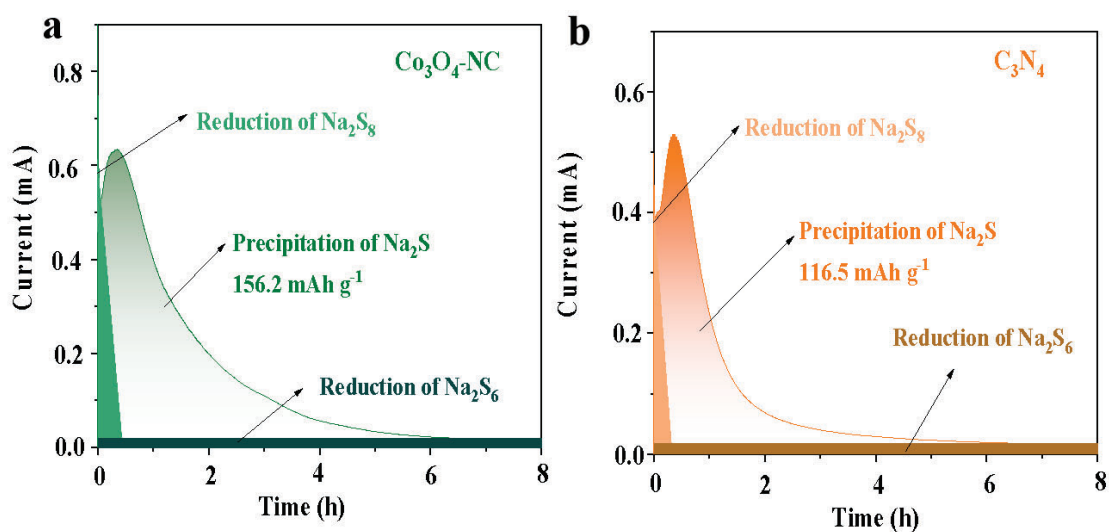 a
Co₃O₄-NC
0.8
0.6
0.4
0.2
0.0
Current (mA)
Reduction of Na₂S₈
Precipitation of Na₂S
156.2 mAh g⁻¹
Reduction of Na₂S₆
0 2 4 6 8
Time (h)
b
C₃N₄
0.6
0.4
0.2
0.0
Current (mA)
Reduction of Na₂S₈
Precipitation of Na₂S
116.5 mAh g⁻¹
Reduction of Na₂S₆
0 2 4 6 8
Time (h)